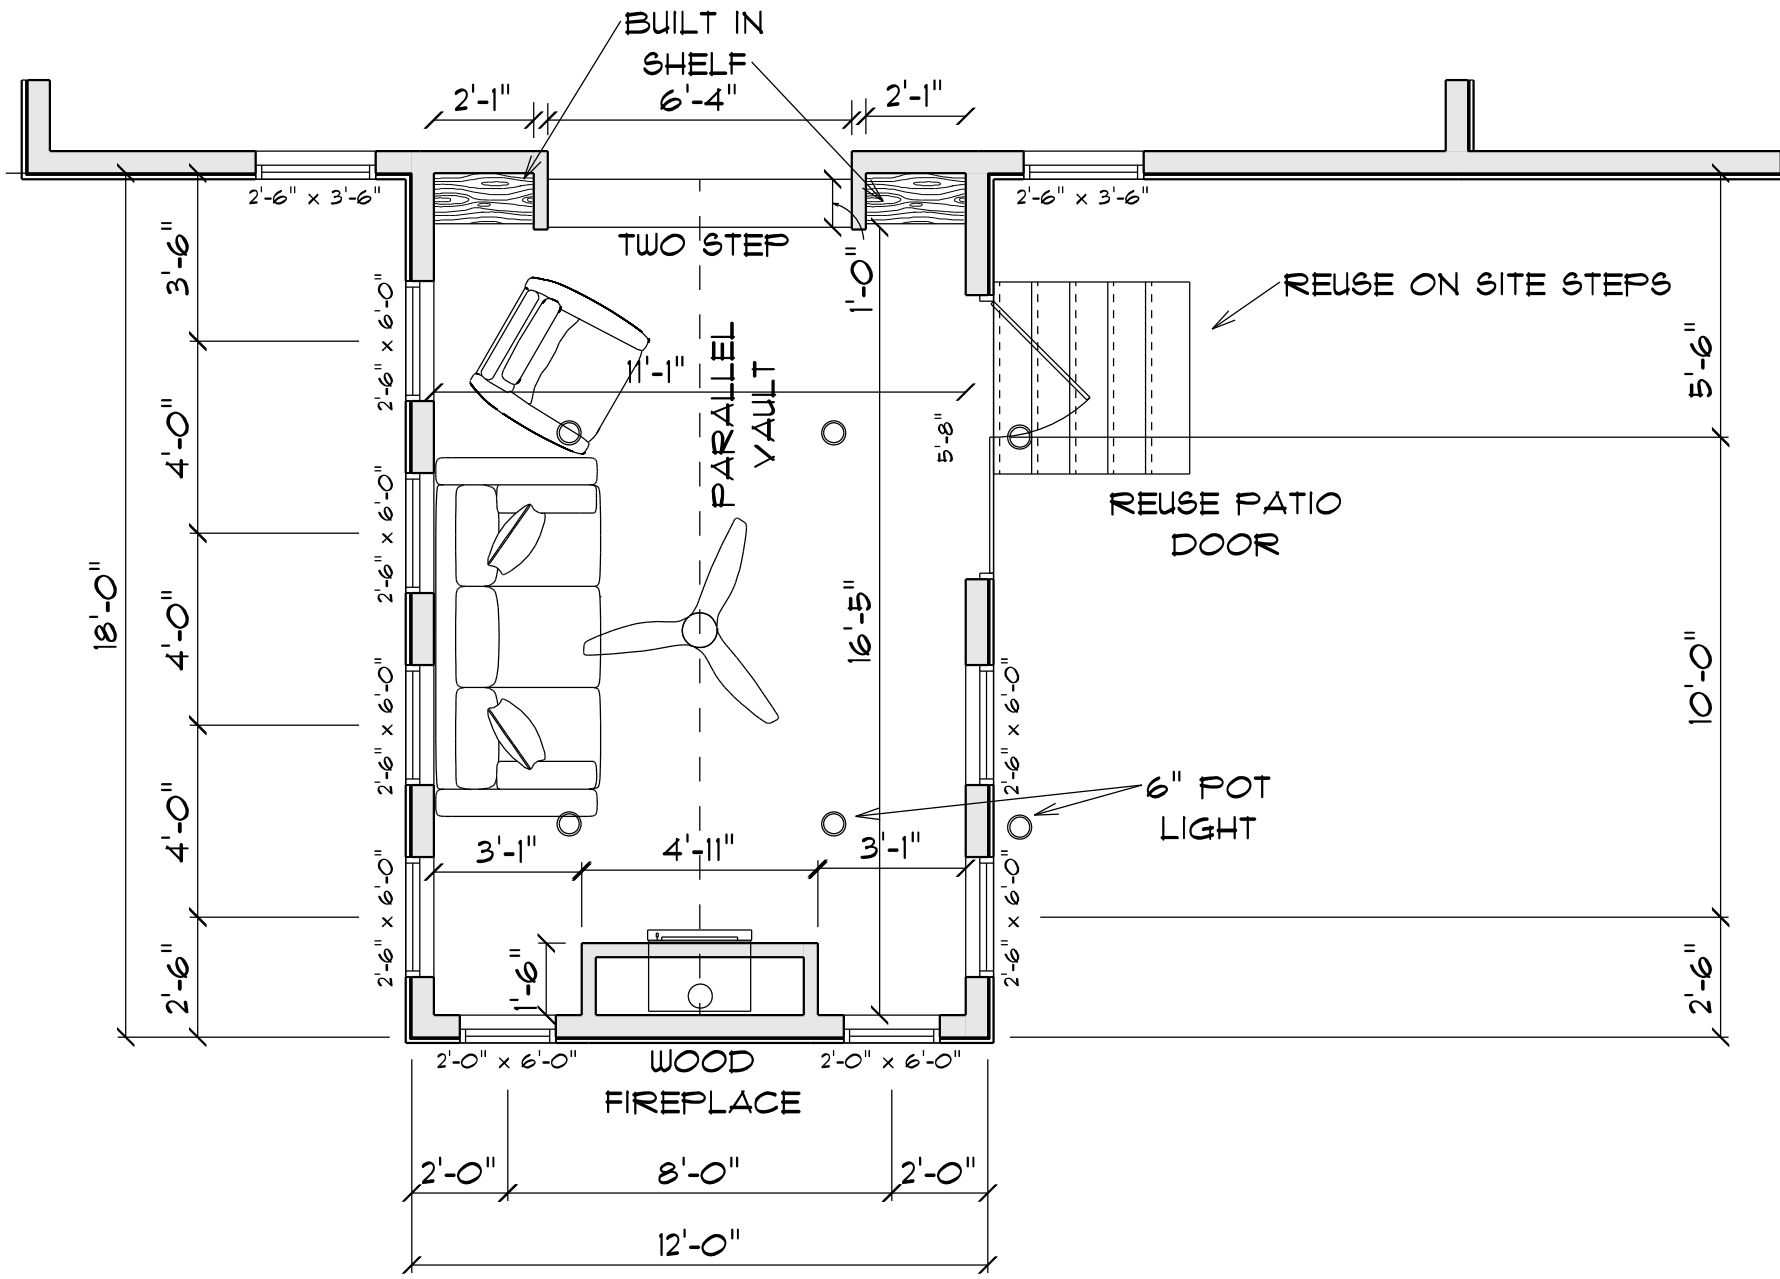 BUILT IN
SHELF
2'-1"
6'-4"
2'-1"
2'-6" x 3'-6"
2'-6" x 3'-6"
TWO STEP
1'-0"
3'-6"
2'-6" x 6'-0"
REUSE ON SITE STEPS
PARALLEL
VAULT
11'-1"
5'-6"
4'-0"
5'-8"
2'-6" x 6'-0"
REUSE PATIO
DOOR
18'-0"
4'-0"
16'-5"
10'-0"
2'-6" x 6'-0"
2'-6" x 6'-0"
6" POT
LIGHT
4'-0"
3'-1"
4'-11"
3'-1"
2'-6" x 6'-0"
2'-6" x 6'-0"
2'-6"
1'-6"
2'-6"
2'-0" x 6'-0"
WOOD
FIREPLACE
2'-0" x 6'-0"
2'-0"
8'-0"
2'-0"
12'-0"